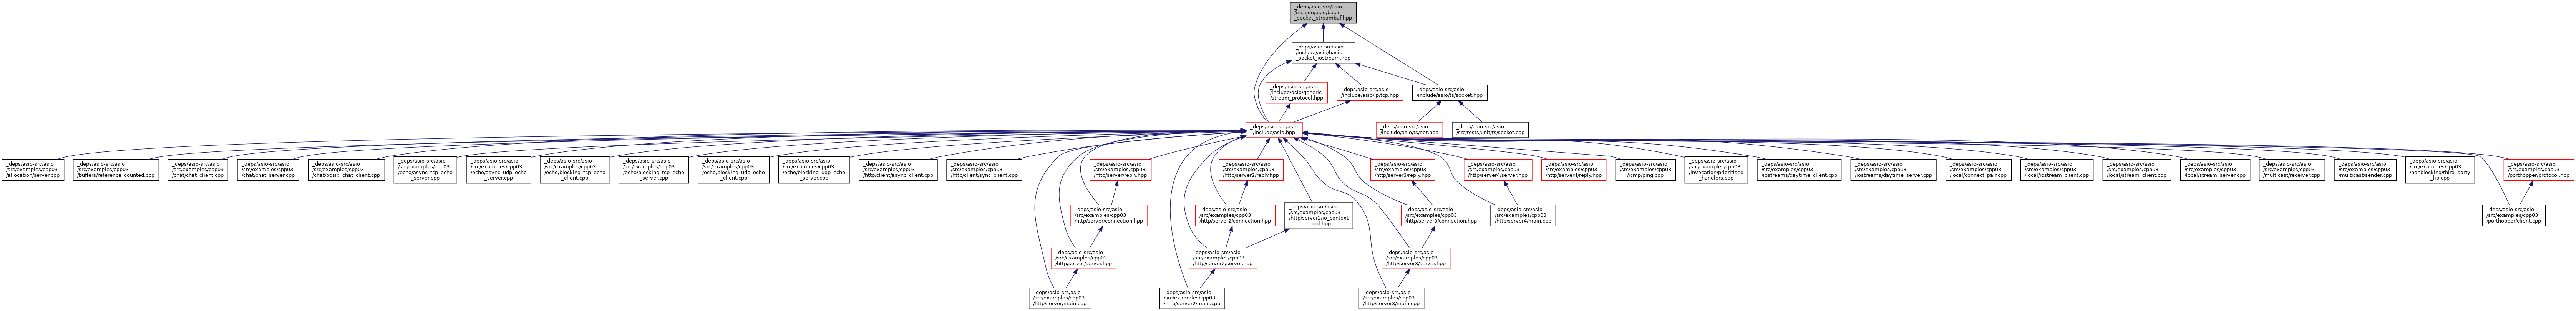 _deps/asio-src/asio
/include/asio/basic
_socket_streambuf.hpp
_deps/asio-src/asio
/include/asio/basic
_socket_iostream.hpp
_deps/asio-src/asio
/include/asio/generic
/stream_protocol.hpp
_deps/asio-src/asio
/include/asio/ip/tcp.hpp
_deps/asio-src/asio
/include/asio/ts/socket.hpp
_deps/asio-src/asio
/include/asio.hpp
_deps/asio-src/asio
/include/asio/ts/net.hpp
_deps/asio-src/asio
/src/tests/unit/ts/socket.cpp
_deps/asio-src/asio
/src/examples/cpp03
/allocation/server.cpp
_deps/asio-src/asio
/src/examples/cpp03
/buffers/reference_counted.cpp
_deps/asio-src/asio
/src/examples/cpp03
/chat/chat_client.cpp
_deps/asio-src/asio
/src/examples/cpp03
/chat/chat_server.cpp
_deps/asio-src/asio
/src/examples/cpp03
/chat/posix_chat_client.cpp
_deps/asio-src/asio
/src/examples/cpp03
/echo/async_tcp_echo
_server.cpp
_deps/asio-src/asio
/src/examples/cpp03
/echo/async_udp_echo
_server.cpp
_deps/asio-src/asio
/src/examples/cpp03
/echo/blocking_tcp_echo
_client.cpp
_deps/asio-src/asio
/src/examples/cpp03
/echo/blocking_tcp_echo
_server.cpp
_deps/asio-src/asio
/src/examples/cpp03
/echo/blocking_udp_echo
_client.cpp
_deps/asio-src/asio
/src/examples/cpp03
/echo/blocking_udp_echo
_server.cpp
_deps/asio-src/asio
/src/examples/cpp03
/http/client/async_client.cpp
_deps/asio-src/asio
/src/examples/cpp03
/http/client/sync_client.cpp
_deps/asio-src/asio
/src/examples/cpp03
/http/server/reply.hpp
_deps/asio-src/asio
/src/examples/cpp03
/http/server2/reply.hpp
_deps/asio-src/asio
/src/examples/cpp03
/http/server3/reply.hpp
_deps/asio-src/asio
/src/examples/cpp03
/http/server4/server.hpp
_deps/asio-src/asio
/src/examples/cpp03
/http/server4/reply.hpp
_deps/asio-src/asio
/src/examples/cpp03
/icmp/ping.cpp
_deps/asio-src/asio
/src/examples/cpp03
/invocation/prioritised
_handlers.cpp
_deps/asio-src/asio
/src/examples/cpp03
/iostreams/daytime_client.cpp
_deps/asio-src/asio
/src/examples/cpp03
/iostreams/daytime_server.cpp
_deps/asio-src/asio
/src/examples/cpp03
/local/connect_pair.cpp
_deps/asio-src/asio
/src/examples/cpp03
/local/iostream_client.cpp
_deps/asio-src/asio
/src/examples/cpp03
/local/stream_client.cpp
_deps/asio-src/asio
/src/examples/cpp03
/local/stream_server.cpp
_deps/asio-src/asio
/src/examples/cpp03
/multicast/receiver.cpp
_deps/asio-src/asio
/src/examples/cpp03
/multicast/sender.cpp
_deps/asio-src/asio
/src/examples/cpp03
/nonblocking/third_party
_lib.cpp
_deps/asio-src/asio
/src/examples/cpp03
/porthopper/protocol.hpp
_deps/asio-src/asio
/src/examples/cpp03
/http/server/connection.hpp
_deps/asio-src/asio
/src/examples/cpp03
/http/server2/connection.hpp
_deps/asio-src/asio
/src/examples/cpp03
/http/server2/io_context
_pool.hpp
_deps/asio-src/asio
/src/examples/cpp03
/http/server3/connection.hpp
_deps/asio-src/asio
/src/examples/cpp03
/http/server4/main.cpp
_deps/asio-src/asio
/src/examples/cpp03
/porthopper/client.cpp
_deps/asio-src/asio
/src/examples/cpp03
/http/server/server.hpp
_deps/asio-src/asio
/src/examples/cpp03
/http/server2/server.hpp
_deps/asio-src/asio
/src/examples/cpp03
/http/server3/server.hpp
_deps/asio-src/asio
/src/examples/cpp03
/http/server/main.cpp
_deps/asio-src/asio
/src/examples/cpp03
/http/server2/main.cpp
_deps/asio-src/asio
/src/examples/cpp03
/http/server3/main.cpp